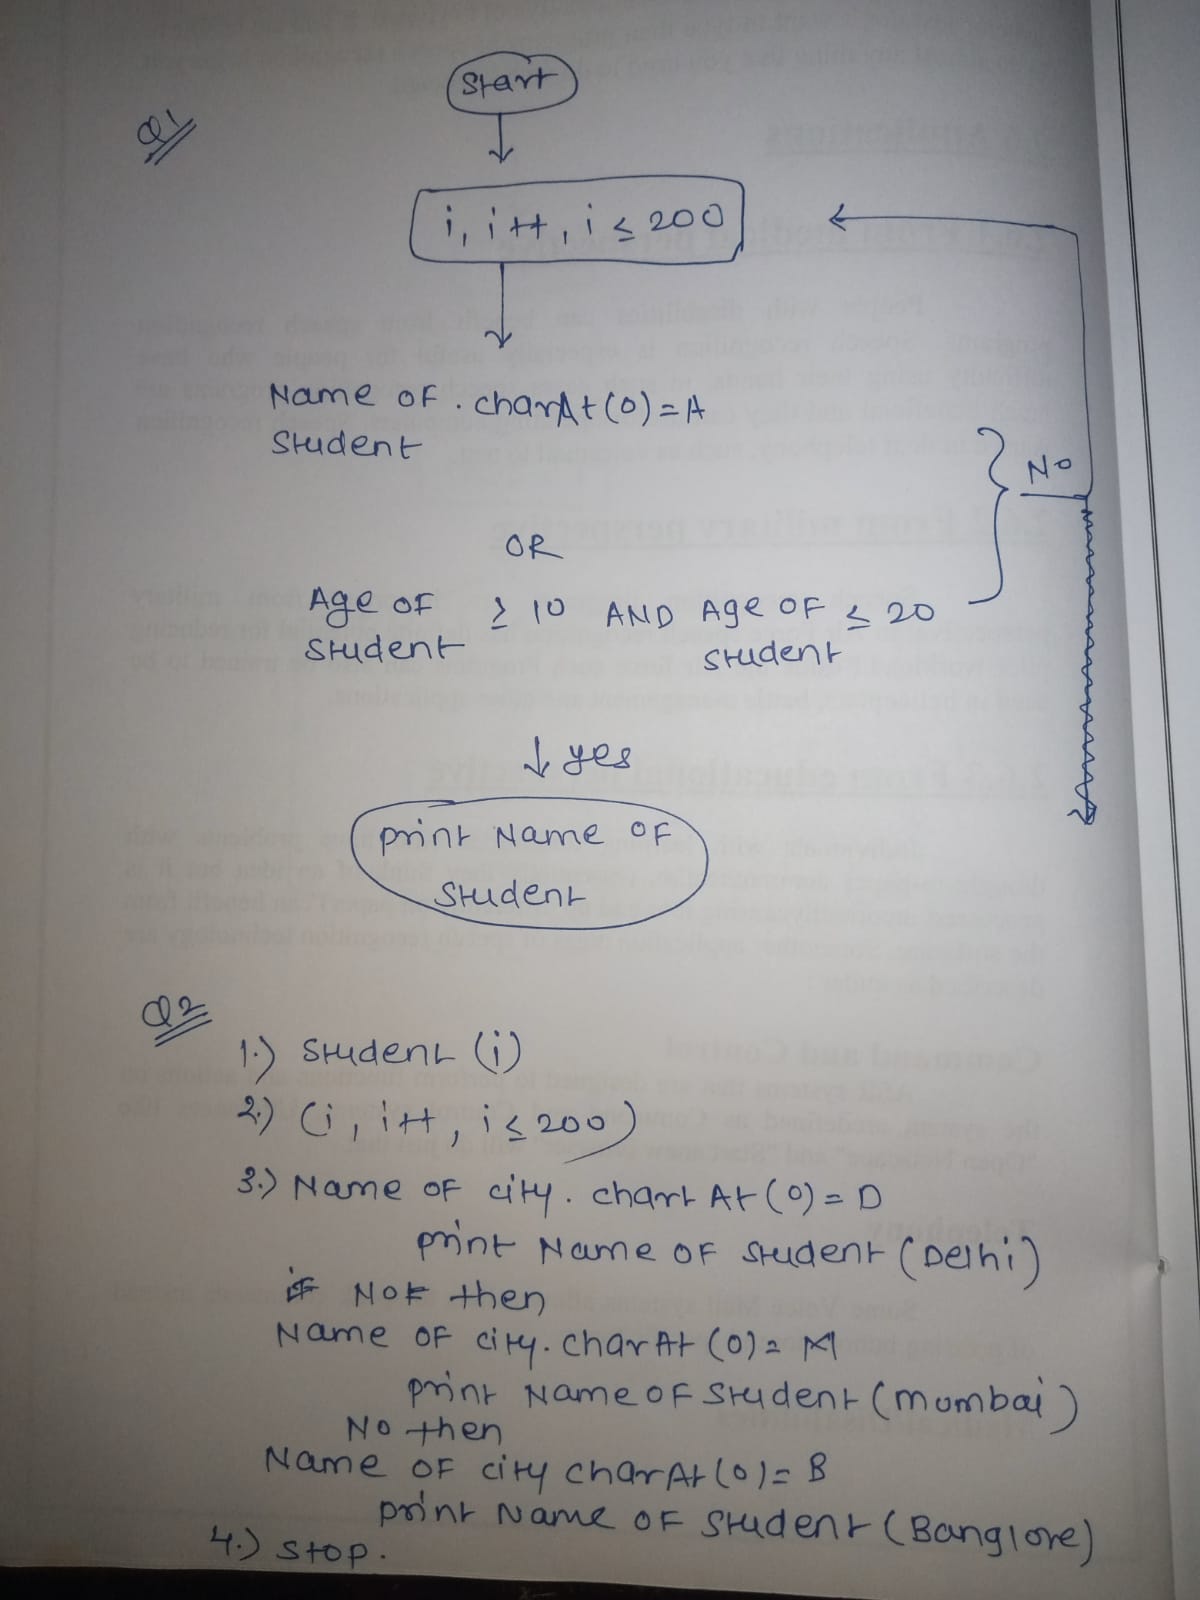 Q1
Start
i, i++, i ≤ 200
Name OF . charAt(0)=A
Student
OR
Age OF ≥ 10 AND Age OF ≤ 20
Student Student
No
↓ yes
print Name OF
Student
Q2
1.) Student (i)
2.) (i, i++, i ≤ 200)
3.) Name OF city. chart At (0) = D
print Name OF Student (Delhi)
if Not then
Name OF city. charAt (0) = M
print Name OF Student (Mumbai)
No then
Name OF city charAt (0) = B
print Name OF Student (Banglore)
4.) Stop.